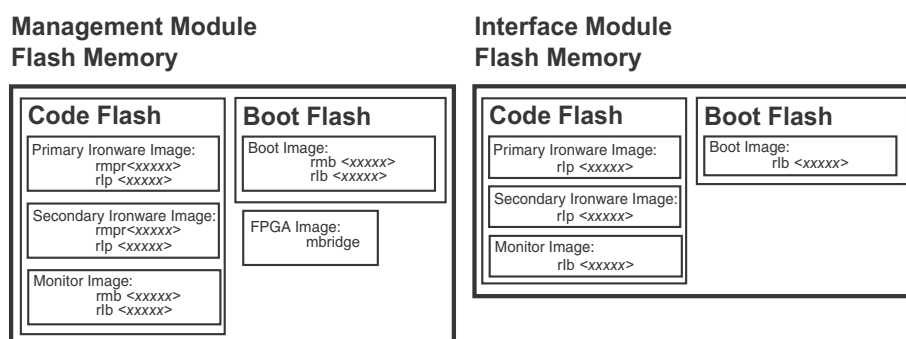 Management Module
Flash Memory
Code Flash
Primary Ironware Image:
rmpr<xxxxx>
rlp <xxxxx>
Secondary Ironware Image:
rmpr<xxxxx>
rlp <xxxxx>
Monitor Image:
rmb <xxxxx>
rlb <xxxxx>
Boot Flash
Boot Image:
rmb <xxxxx>
rlb <xxxxx>
FPGA Image:
mbridge
Interface Module
Flash Memory
Code Flash
Primary Ironware Image:
rlp <xxxxx>
Secondary Ironware Image:
rlp <xxxxx>
Monitor Image:
rlb <xxxxx>
Boot Flash
Boot Image:
rlb <xxxxx>